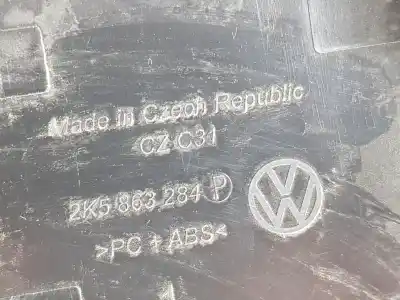 Made in Czech Republic
CZ C31
2K5 863 284 P
>PC + ABS<